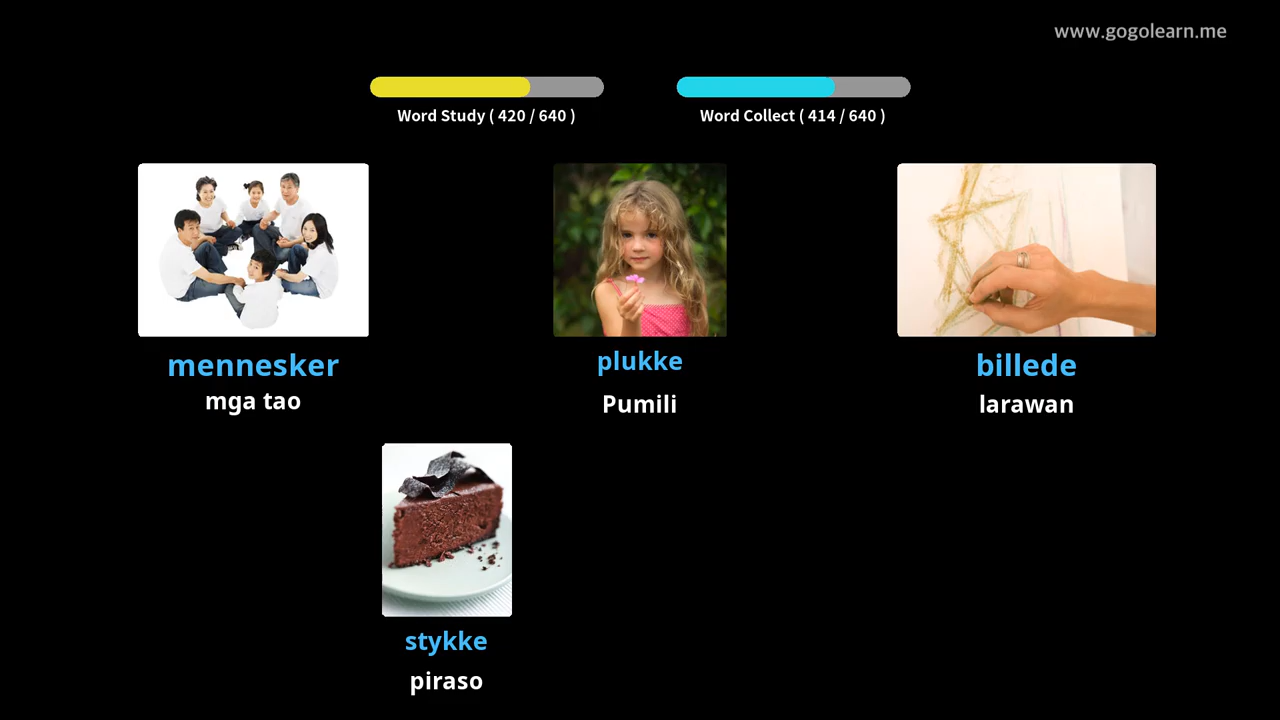 www.gogolearn.me
Word Study ( 420 / 640 )
Word Collect ( 414 / 640 )
mennesker
mga tao
plukke
Pumili
billede
larawan
stykke
piraso